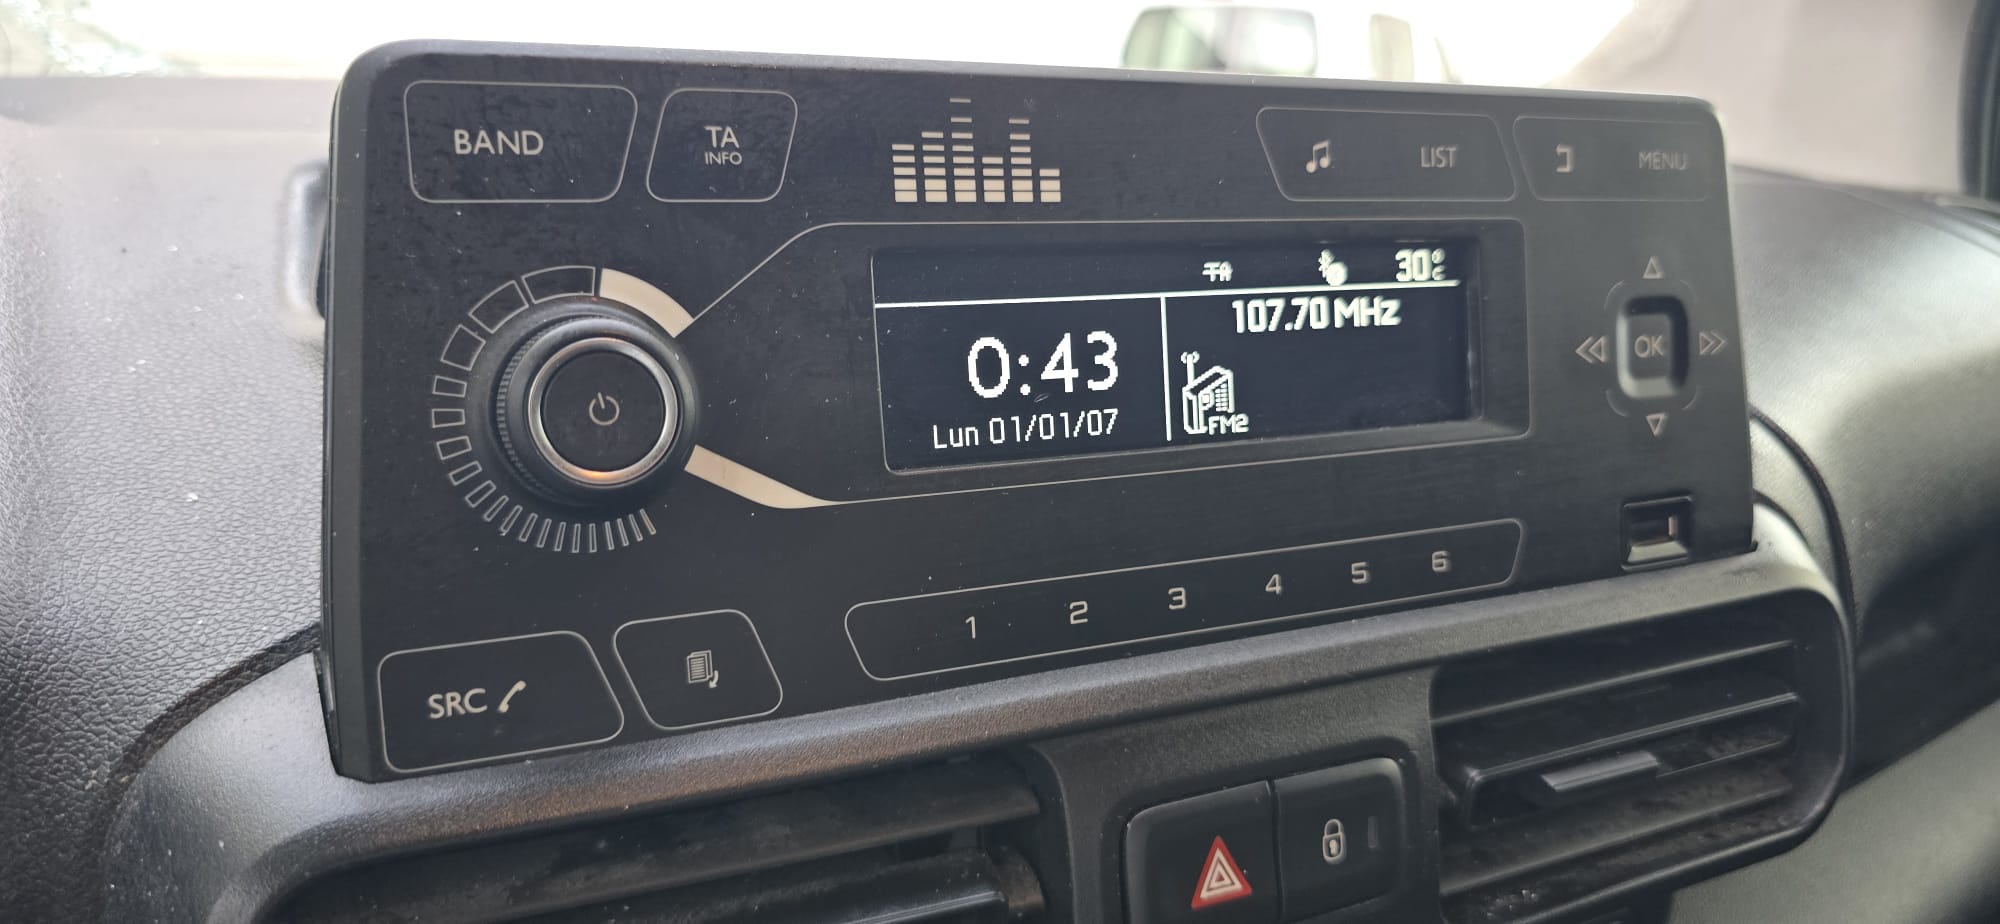 BAND
TA
INFO
LIST
MENU
TA
30°C
0:43
107.70 MHz
Lun 01/01/07
FM2
OK
1 2 3 4 5 6
SRC